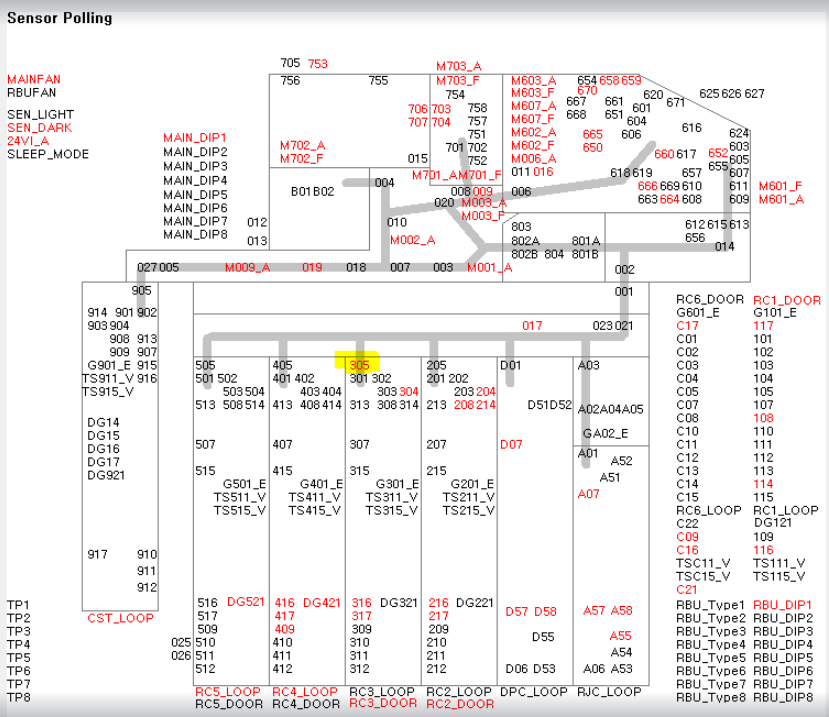 Sensor Polling
705 753
MAINFAN
RBUFAN
SEN_LIGHT
SEN_DARK
24VI_A
SLEEP_MODE
MAIN_DIP1
MAIN_DIP2
MAIN_DIP3
MAIN_DIP4
MAIN_DIP5
MAIN_DIP6
MAIN_DIP7
MAIN_DIP8
012
013
756 755
M702_A
M702_F
015
706 703
707 704
M703_A
M703_F
754
758
757
751
701 702
752
M701_A M701_F
008 009
M603_A
M603_F
M607_A
M607_F
M602_A
M602_F
M006_A
011 016
006
654 658 659
670
667 661
668 651
620
671
601
604
606
665
650
616
625 626 627
624
603
605
607
611
609
660 617
652
655
618 619
657
666 669 610
663 664 608
M601_F
M601_A
B01 B02
004
010
020
M003_A
M003_F
M002_A
803
802A
802B 804
801A
801B
612 615 613
656
014
027 005
M009_A
019
018
007
003
M001_A
002
001
905
914 901 902
903 904
908 913
909 907
G901_E 915
TS911_V 916
TS915_V
DG14
DG15
DG16
DG17
DG921
917 910
911
912
CST_LOOP
017
023 021
505
501 502
503 504
513 508 514
507
515
G501_E
TS511_V
TS515_V
516 DG521
517
509
025 510
026 511
512
RC5_LOOP
RC5_DOOR
405
401 402
403 404
413 408 414
407
415
G401_E
TS411_V
TS415_V
416 DG421
417
409
410
411
412
RC4_LOOP
RC4_DOOR
305
301 302
303 304
313 308 314
307
315
G301_E
TS311_V
TS315_V
316 DG321
317
309
310
311
312
RC3_LOOP
RC3_DOOR
205
201 202
203 204
213 208 214
207
215
G201_E
TS211_V
TS215_V
216 DG221
217
209
210
211
212
RC2_LOOP
RC2_DOOR
D01
D51 D52
D07
D57 D58
D55
D06 D53
DPC_LOOP
A03
A02 A04 A05
GA02_E
A01
A52
A51
A07
A57 A58
A55
A54
A06 A53
RJC_LOOP
RC6_DOOR RC1_DOOR
G601_E G101_E
C17 117
C01 101
C02 102
C03 103
C04 104
C05 105
C07 107
C08 108
C10 110
C11 111
C12 112
C13 113
C14 114
C15 115
RC6_LOOP RC1_LOOP
C22 DG121
C09 109
C16 116
TSC11_V TS111_V
TSC15_V TS115_V
C21
RBU_Type1 RBU_DIP1
RBU_Type2 RBU_DIP2
RBU_Type3 RBU_DIP3
RBU_Type4 RBU_DIP4
RBU_Type5 RBU_DIP5
RBU_Type6 RBU_DIP6
RBU_Type7 RBU_DIP7
RBU_Type8 RBU_DIP8
TP1
TP2
TP3
TP4
TP5
TP6
TP7
TP8